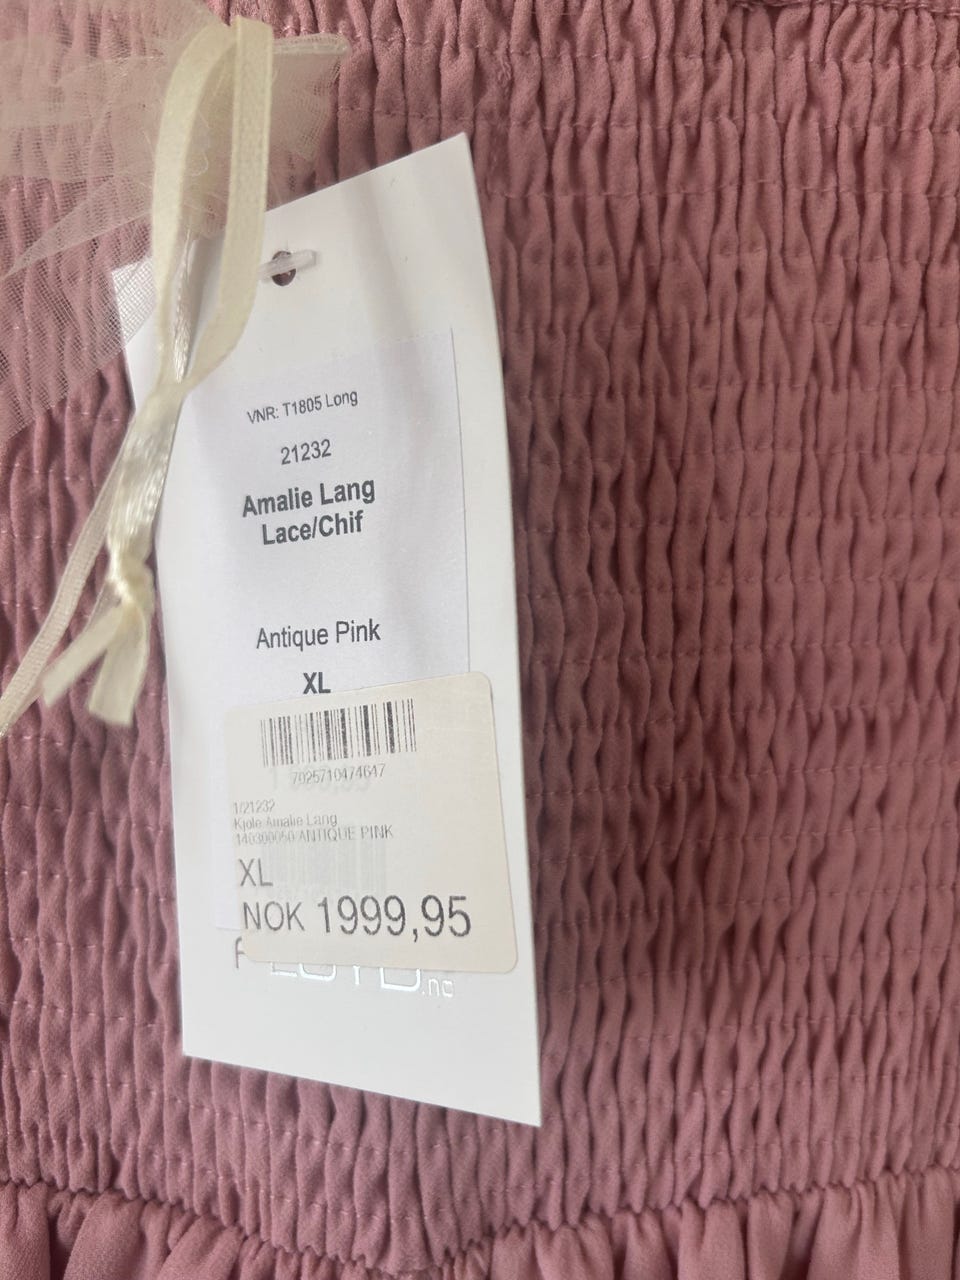 VNR: T1805 Long
21232
Amalie Lang
Lace/Chif
Antique Pink
XL
7025710474647
1/21232
Kjole Amalie Lang
140300050/ANTIQUE PINK
XL
NOK 1999,95